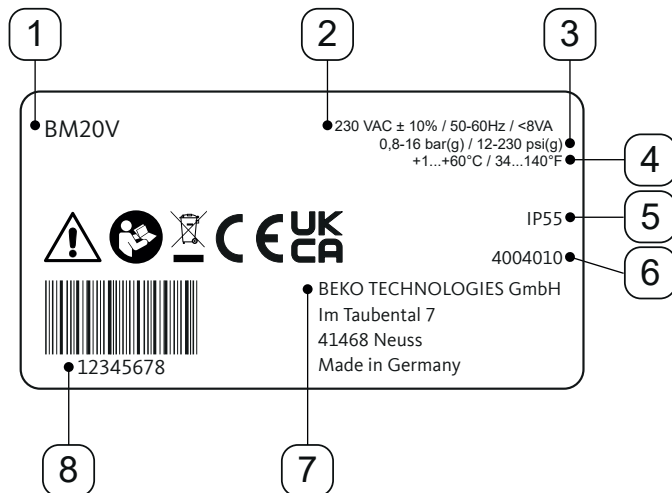 1
2
3
BM20V
230 VAC ± 10% / 50-60Hz / <8VA
0,8-16 bar(g) / 12-230 psi(g)
+1...+60°C / 34...140°F
4
IP55
5
4004010
6
CE UK
CA
BEKO TECHNOLOGIES GmbH
Im Taubental 7
41468 Neuss
Made in Germany
12345678
8
7